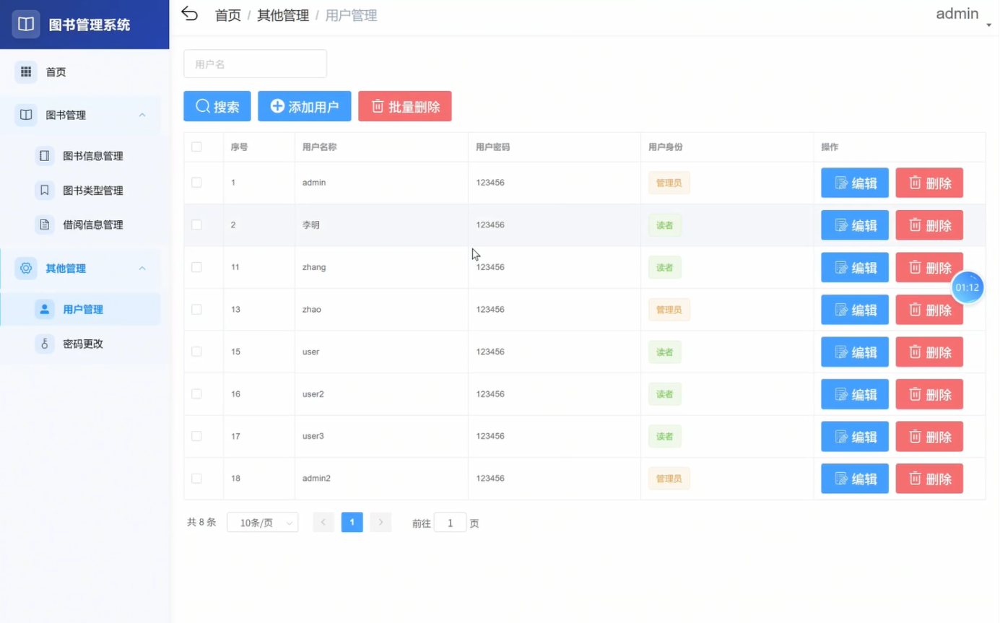 图书管理系统
首页 / 其他管理 / 用户管理
admin
首页
图书管理
图书信息管理
图书类型管理
借阅信息管理
其他管理
用户管理
密码更改
用户名
搜索 添加用户 批量删除
序号 用户名称 用户密码 用户身份 操作
1 admin 123456 管理员 编辑 删除
2 李明 123456 读者 编辑 删除
11 zhang 123456 读者 编辑 删除
13 zhao 123456 管理员 编辑 删除
15 user 123456 读者 编辑 删除
16 user2 123456 读者 编辑 删除
17 user3 123456 读者 编辑 删除
18 admin2 123456 管理员 编辑 删除
01:12
共 8 条 10条/页 1 前往 1 页